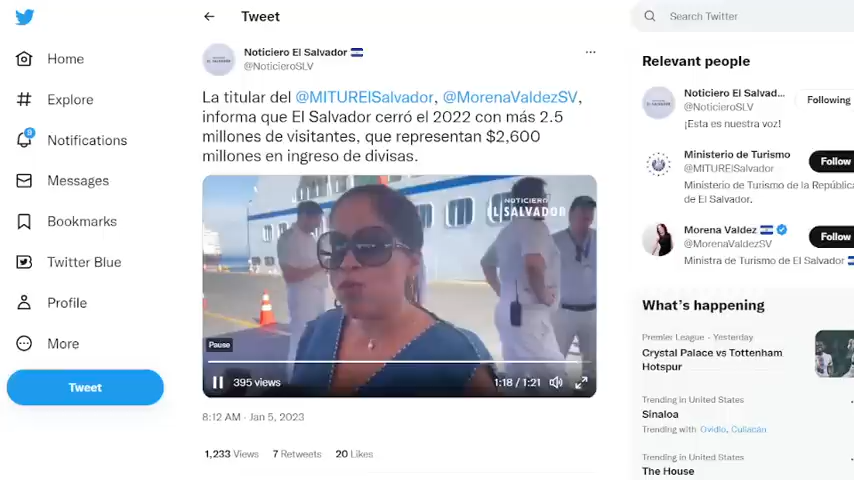 Tweet
Search Twitter
Home
Explore
9
Notifications
Messages
Bookmarks
Twitter Blue
Profile
More
Tweet
Noticiero El Salvador
@NoticieroSLV
La titular del @MITURElSalvador, @MorenaValdezSV,
informa que El Salvador cerró el 2022 con más 2.5
millones de visitantes, que representan $2,600
millones en ingreso de divisas.
NOTICIERO
EL SALVADOR
Pause
395 views
1:18 / 1:21
8:12 AM · Jan 5, 2023
1,233 Views 7 Retweets 20 Likes
Relevant people
Noticiero El Salvad...
@NoticieroSLV
Following
¡Esta es nuestra voz!
Ministerio de Turismo
@MITURElSalvador
Follow
Ministerio de Turismo de la República
de El Salvador.
Morena Valdez
@MorenaValdezSV
Follow
Ministra de Turismo de El Salvador
What's happening
Premier League · Yesterday
Crystal Palace vs Tottenham
Hotspur
Trending in United States
Sinaloa
Trending with Ovidio, Culiacán
Trending in United States
The House